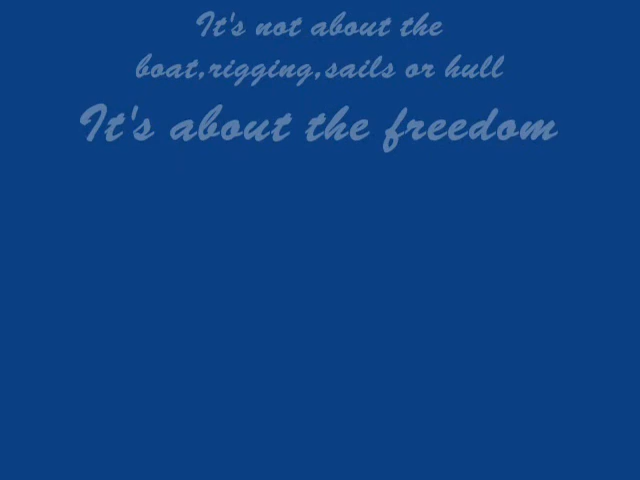 It's not about the
boat,rigging,sails or hull
It's about the freedom